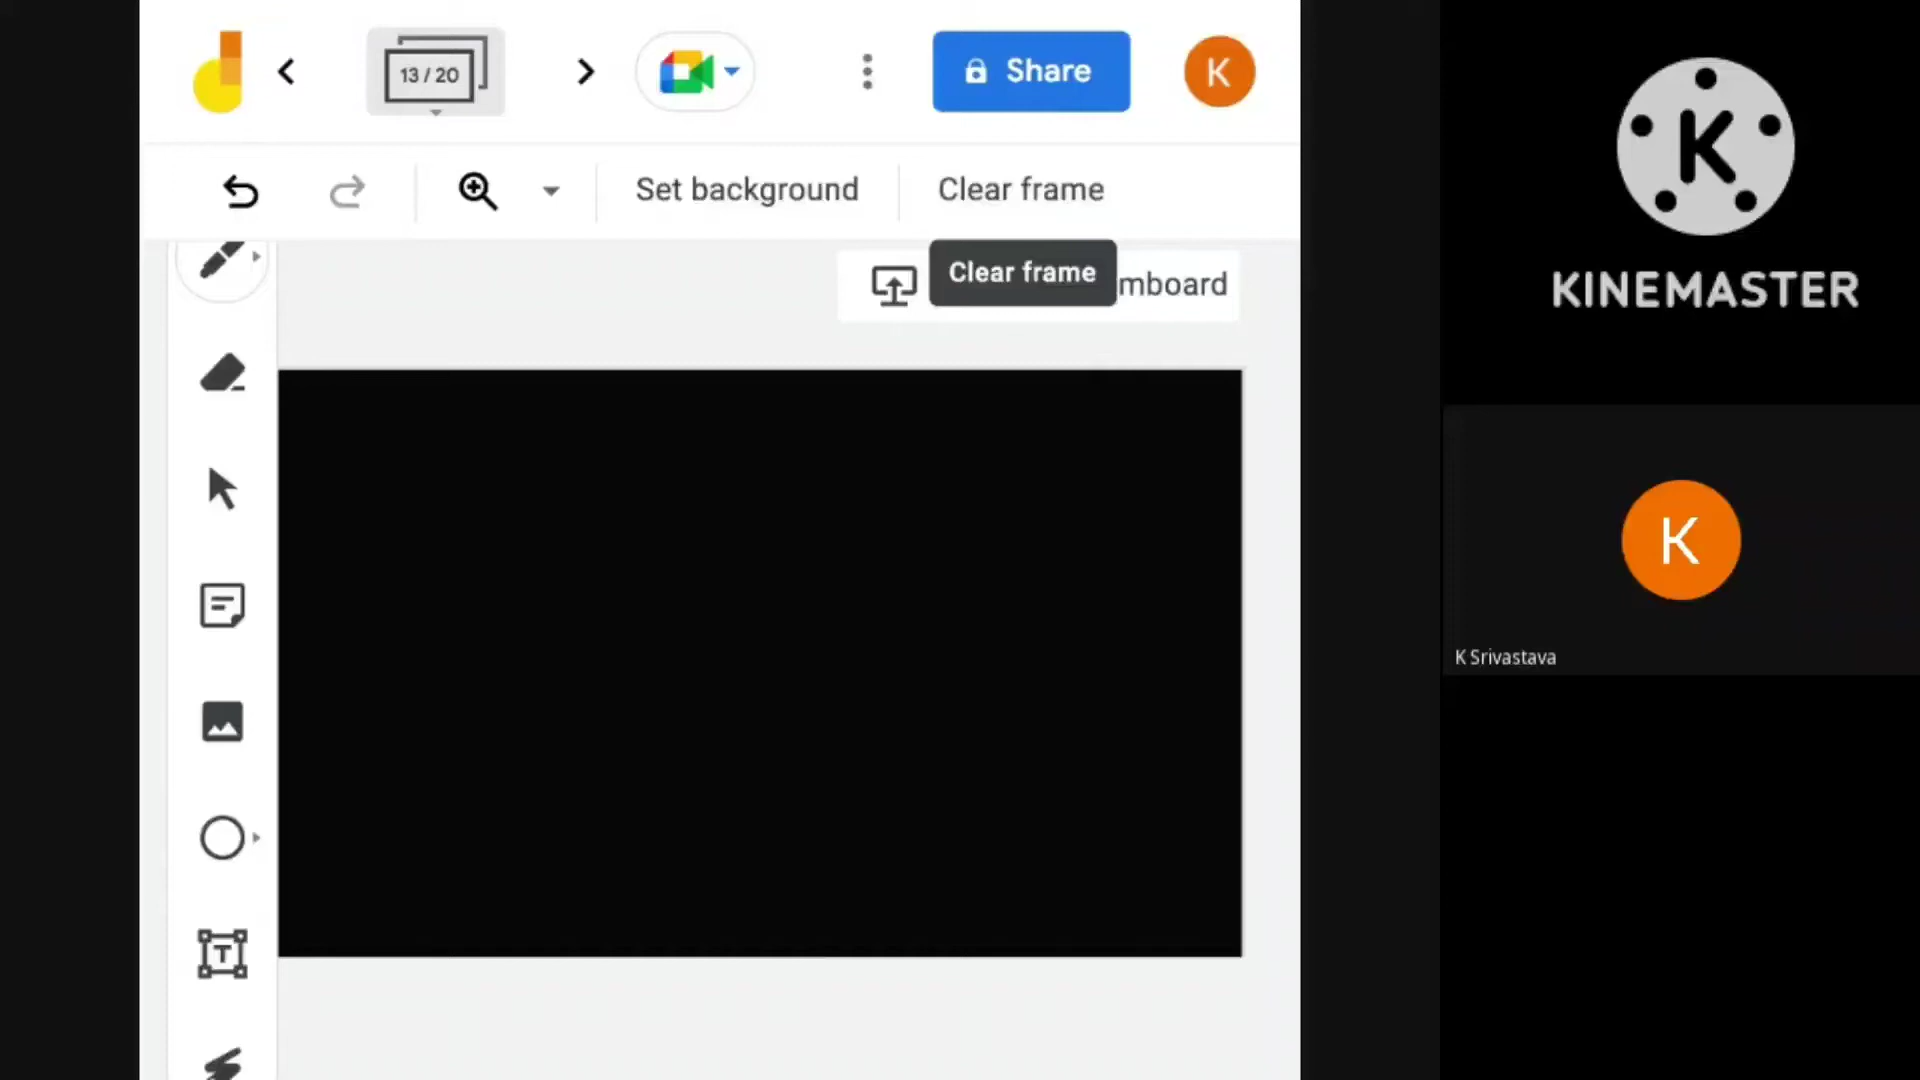 13 / 20
Share
K
Set background
Clear frame
Clear frame
mboard
T
K
KINEMASTER
K
K Srivastava